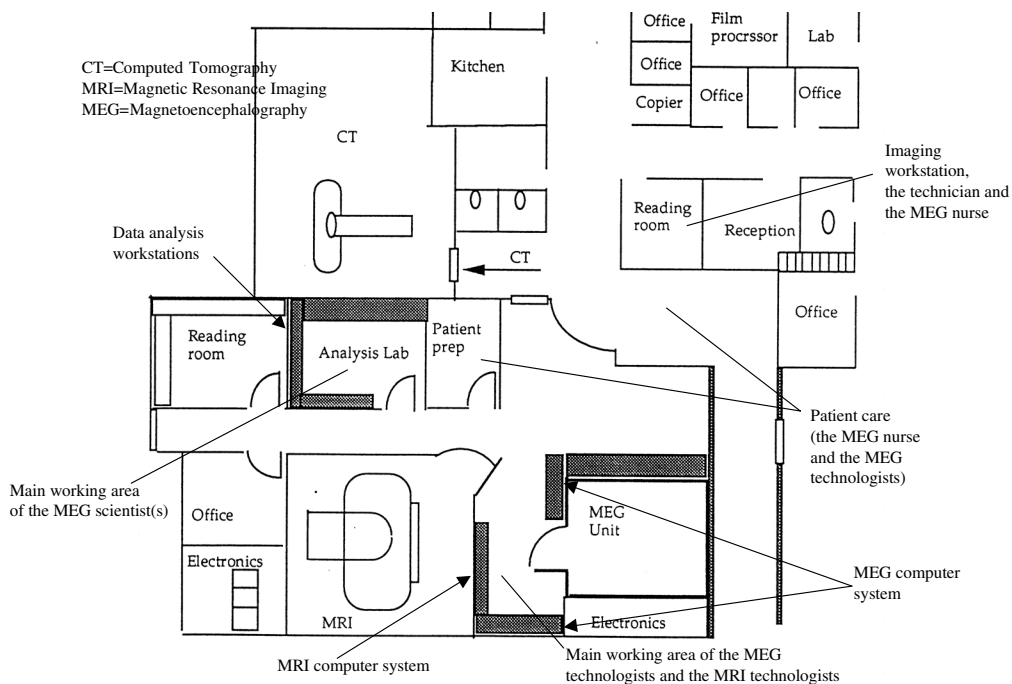 Office
Film
procrssor
Lab
Office
Kitchen
CT=Computed Tomography
MRI=Magnetic Resonance Imaging
MEG=Magnetoencephalography
Copier
Office
Office
CT
Imaging
workstation,
the technician and
the MEG nurse
Reading
room
Reception
Data analysis
workstations
CT
Office
Reading
room
Analysis Lab
Patient
prep
Patient care
(the MEG nurse
and the MEG
technologists)
Main working area
of the MEG scientist(s)
Office
MEG
Unit
Electronics
MEG computer
system
MRI
Electronics
MRI computer system
Main working area of the MEG
technologists and the MRI technologists